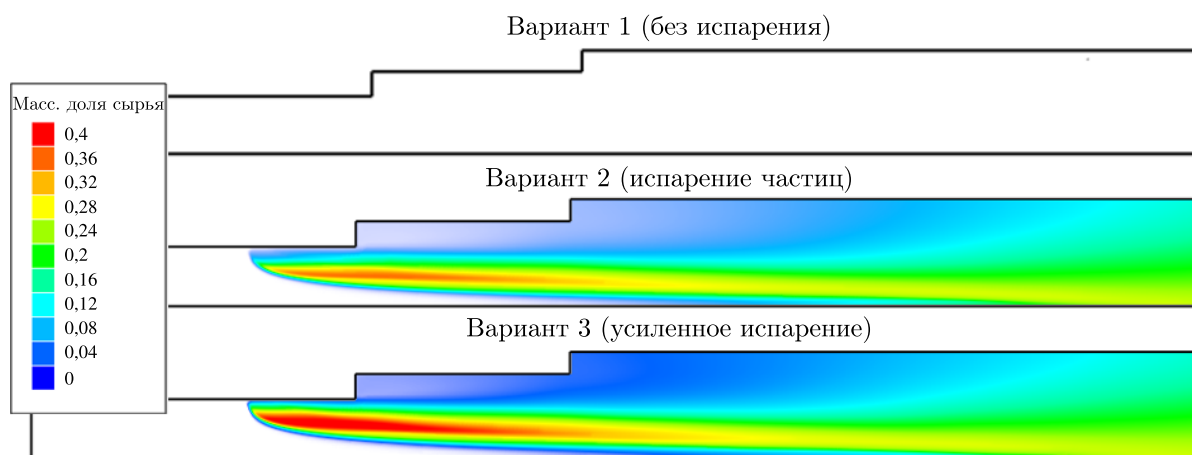 Вариант 1 (без испарения)
Масс. доля сырья
0,4
0,36
0,32
0,28
0,24
0,2
0,16
0,12
0,08
0,04
0
Вариант 2 (испарение частиц)
Вариант 3 (усиленное испарение)